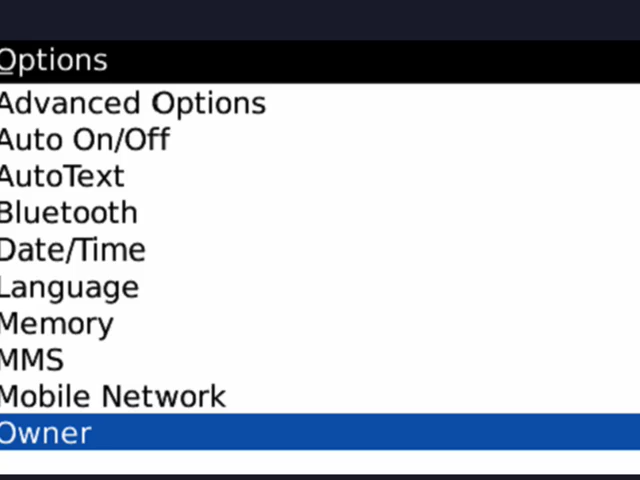 Options
Advanced Options
Auto On/Off
AutoText
Bluetooth
Date/Time
Language
Memory
MMS
Mobile Network
Owner